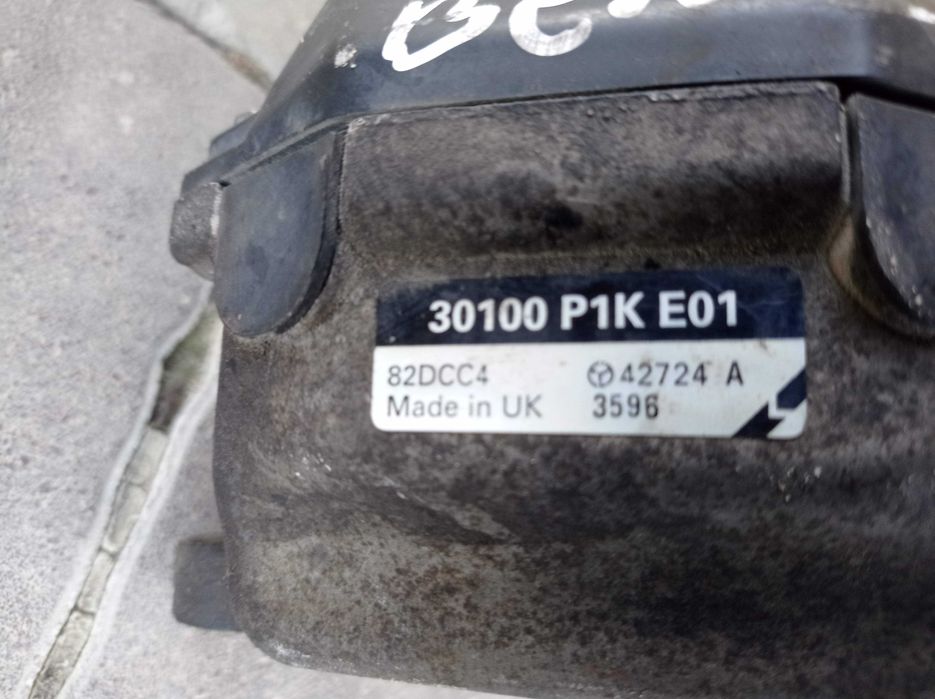 30100 P1K E01
82DCC4 42724 A
Made in UK 3596